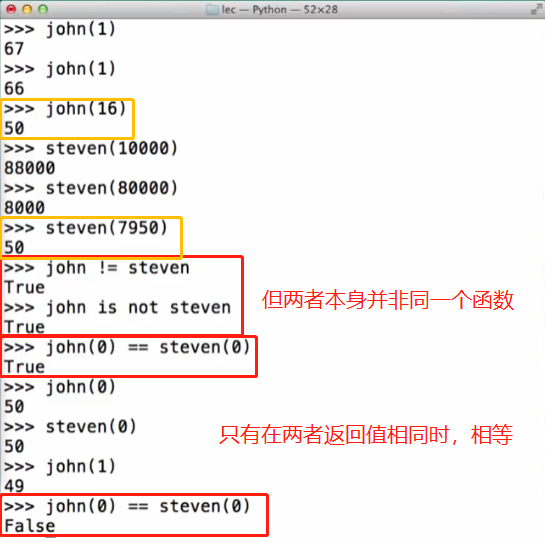 lec — Python — 52×28
>>> john(1)
67
>>> john(1)
66
>>> john(16)
50
>>> steven(10000)
88000
>>> steven(80000)
8000
>>> steven(7950)
50
>>> john != steven
True
>>> john is not steven
True
但两者本身并非同一个函数
>>> john(0) == steven(0)
True
>>> john(0)
50
>>> steven(0)
50
只有在两者返回值相同时，相等
>>> john(1)
49
>>> john(0) == steven(0)
False